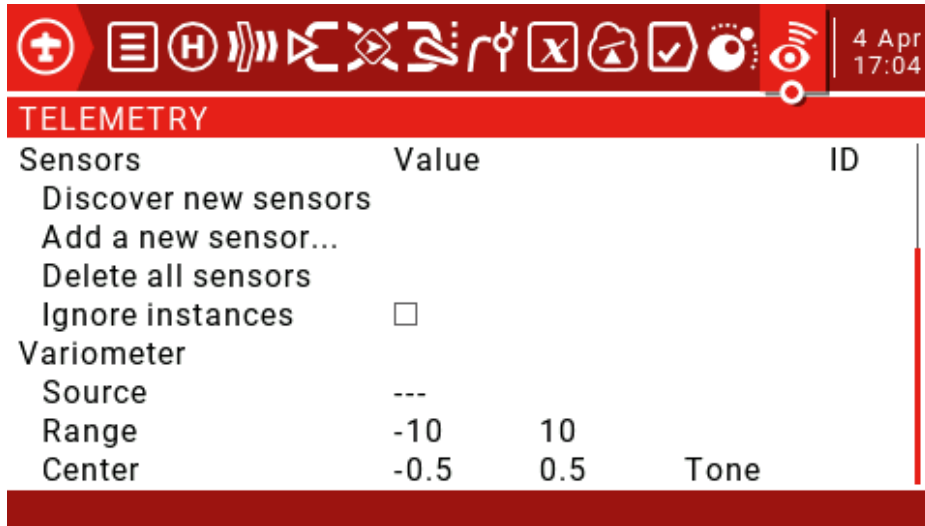 H x 4 Apr
17:04
TELEMETRY
Sensors Value ID
Discover new sensors
Add a new sensor...
Delete all sensors
Ignore instances
Variometer
Source ---
Range -10 10
Center -0.5 0.5 Tone